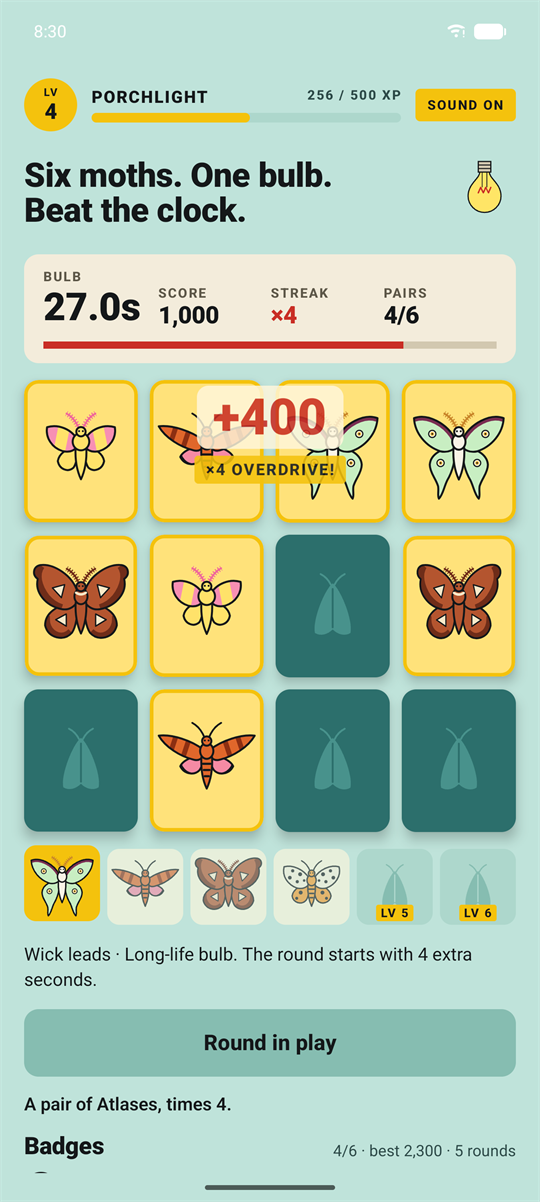 8:30
LV
4
PORCHLIGHT
256 / 500 XP
SOUND ON
Six moths. One bulb.
Beat the clock.
BULB
27.0s
SCORE
1,000
STREAK
×4
PAIRS
4/6
+400
×4 OVERDRIVE!
LV 5
LV 6
Wick leads · Long-life bulb. The round starts with 4 extra
seconds.
Round in play
A pair of Atlases, times 4.
Badges
4/6 · best 2,300 · 5 rounds